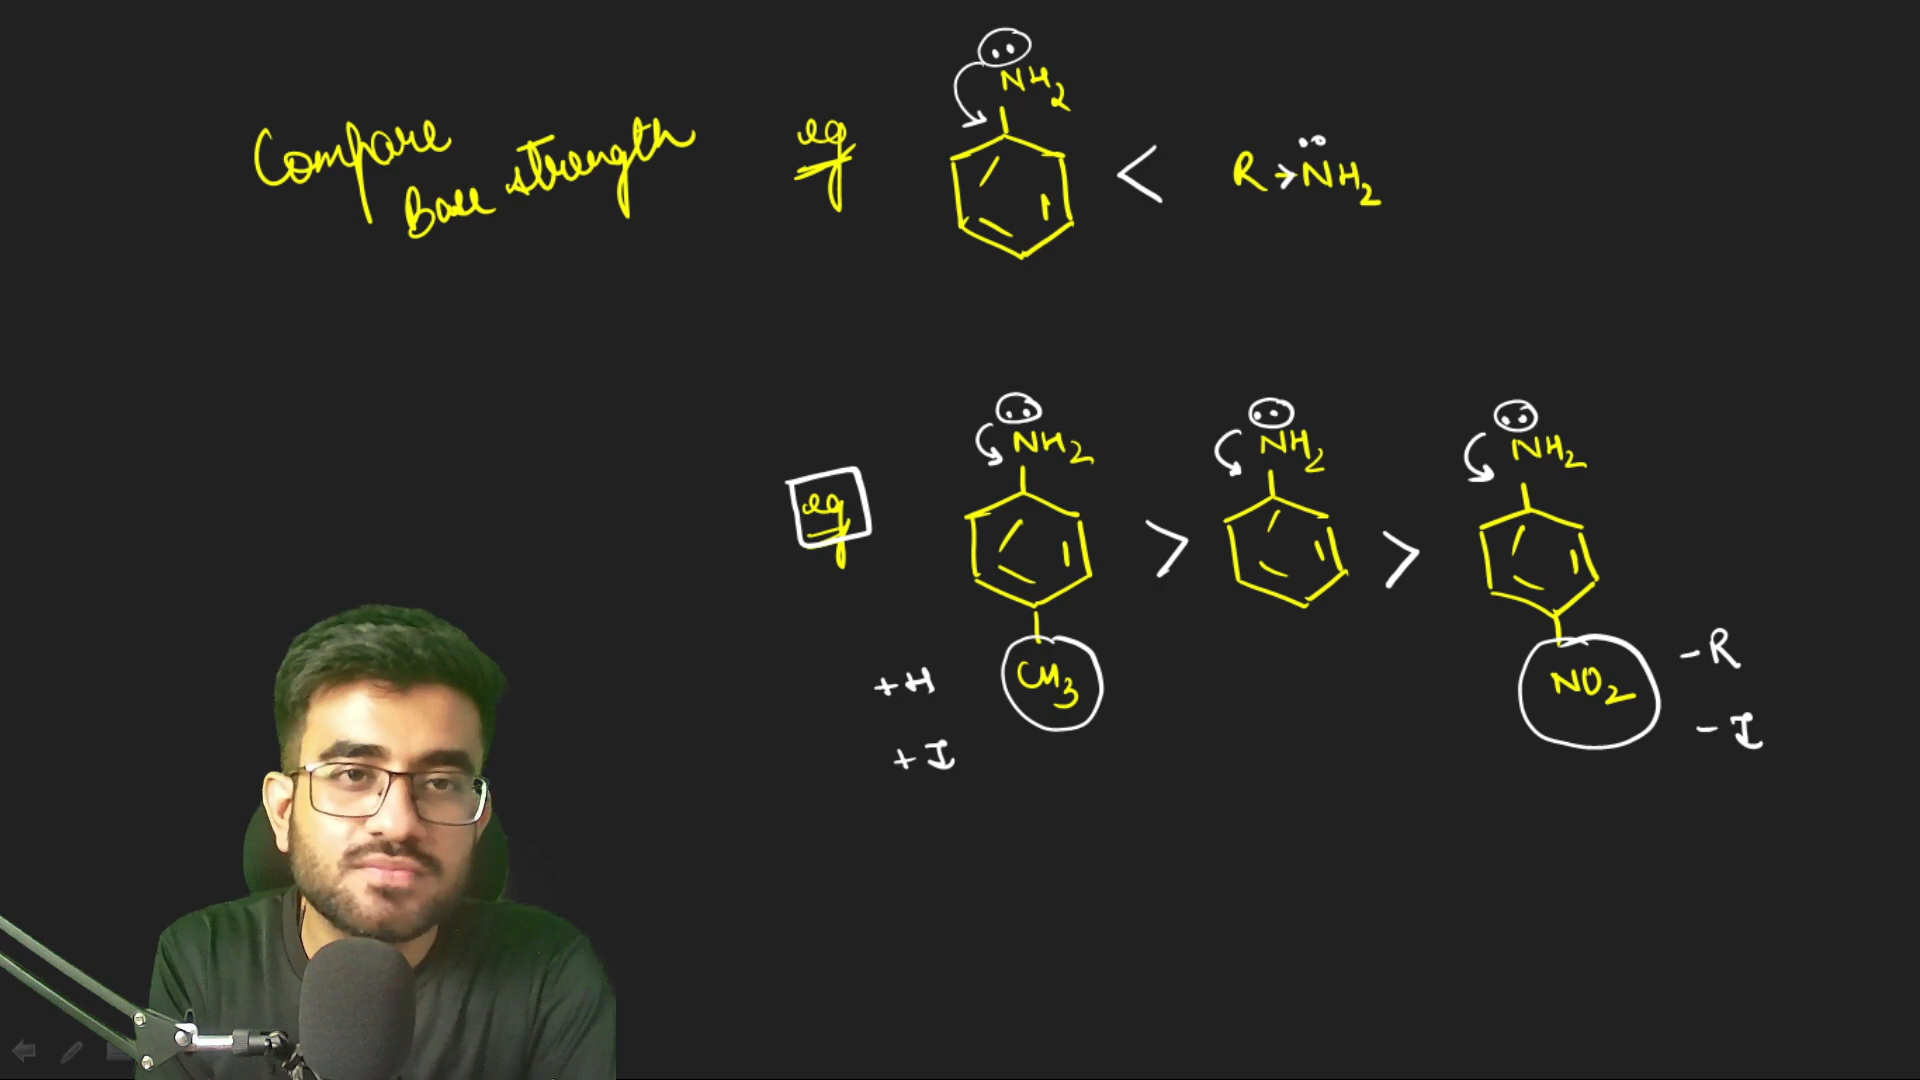 Compare
Base strength
eg
NH2
<
R→NH2
eg
NH2
>
NH2
>
NH2
CH3
+H
+I
NO2
-R
-I